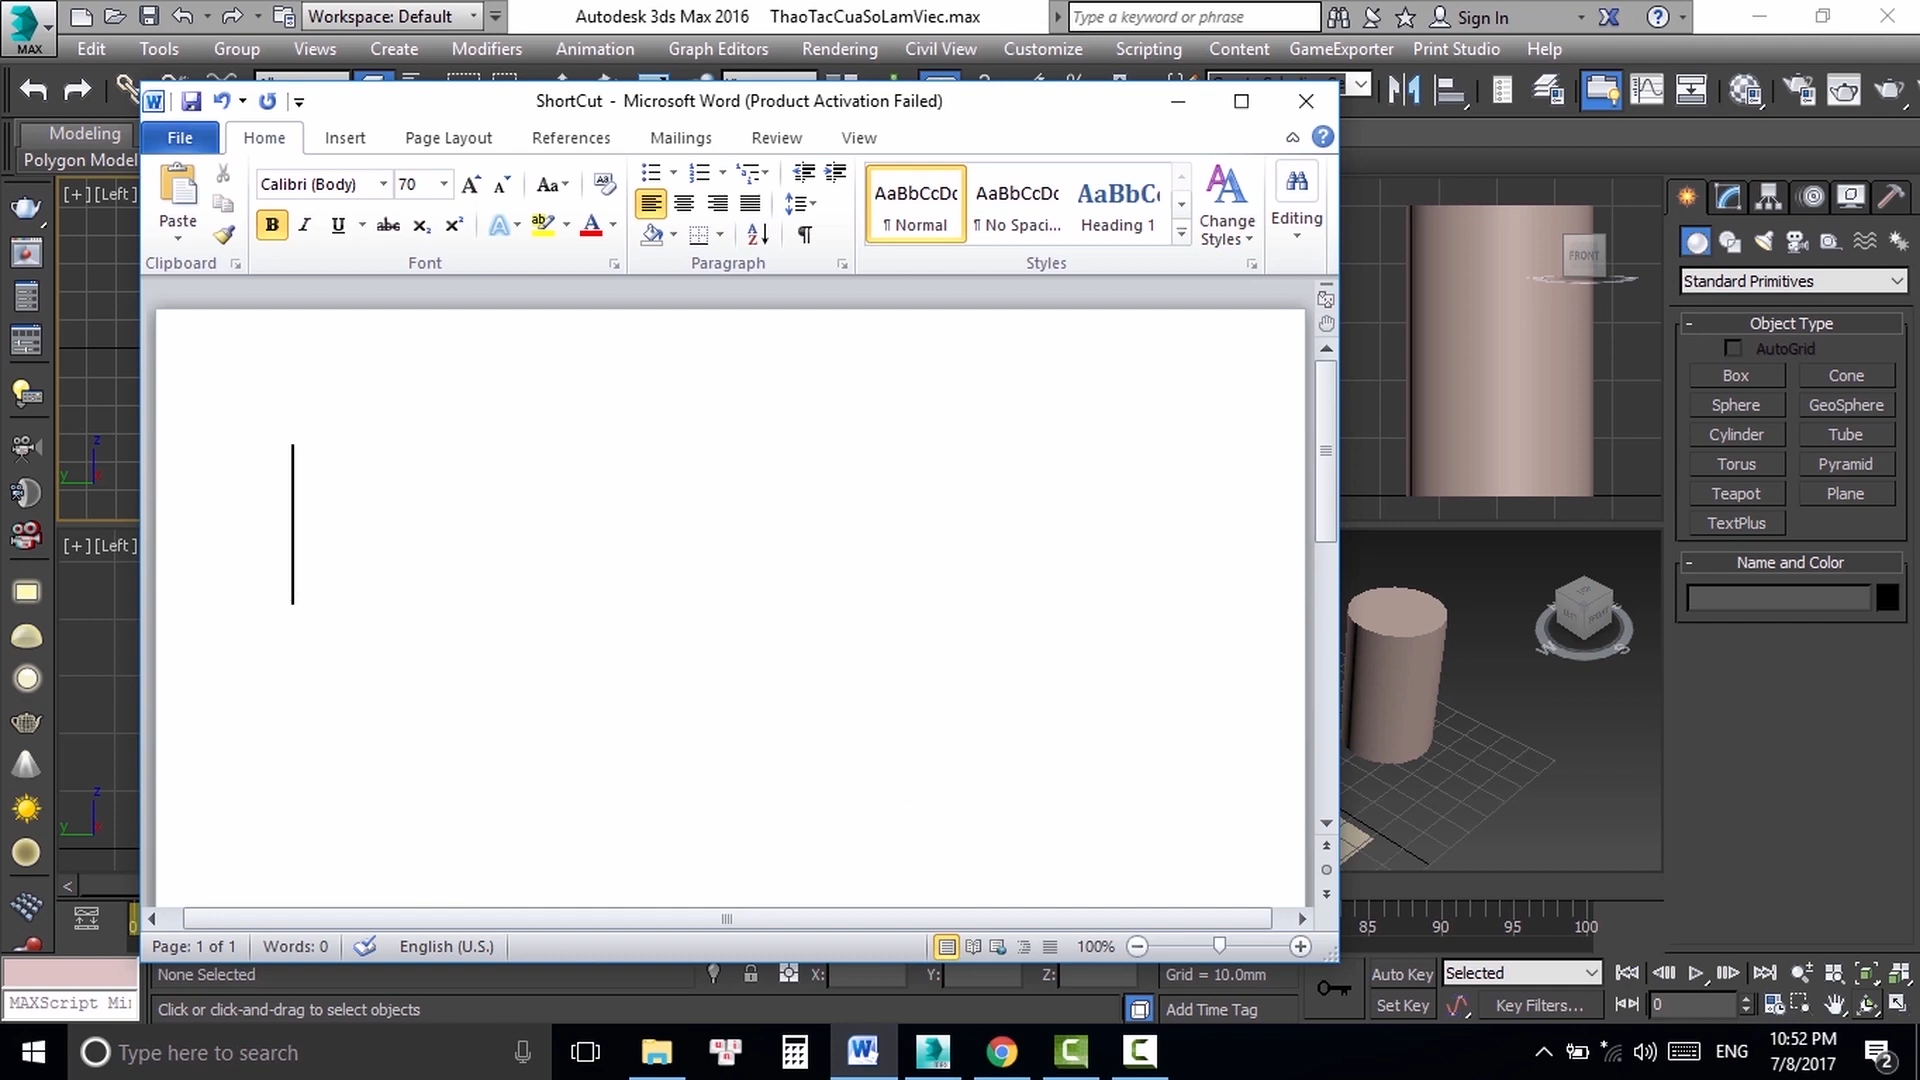 Workspace: Default
Autodesk 3ds Max 2016 ThaoTacCuaSoLamViec.max
Type a keyword or phrase
Sign In
MAX
Edit Tools Group Views Create Modifiers Animation Graph Editors Rendering Civil View Customize Scripting Content GameExporter Print Studio Help
ShortCut - Microsoft Word (Product Activation Failed)
Modeling
Polygon Model
File Home Insert Page Layout References Mailings Review View
Paste
Clipboard
Calibri (Body) 70
Font
Paragraph
AaBbCcDc AaBbCcDc AaBbC
¶ Normal ¶ No Spaci... Heading 1
Styles
Change Styles
Editing
[+][Left]
[+][Left]
FRONT
Standard Primitives
Object Type
AutoGrid
Box Cone
Sphere GeoSphere
Cylinder Tube
Torus Pyramid
Teapot Plane
TextPlus
Name and Color
z
y
z
y
85 90 95 100
0
Page: 1 of 1 Words: 0 English (U.S.) 100%
None Selected X: Y: Z: Grid = 10.0mm Auto Key Selected
MAXScript Mi
Click or click-and-drag to select objects Add Time Tag Set Key Key Filters... 0
Type here to search
ENG
10:52 PM
7/8/2017
2